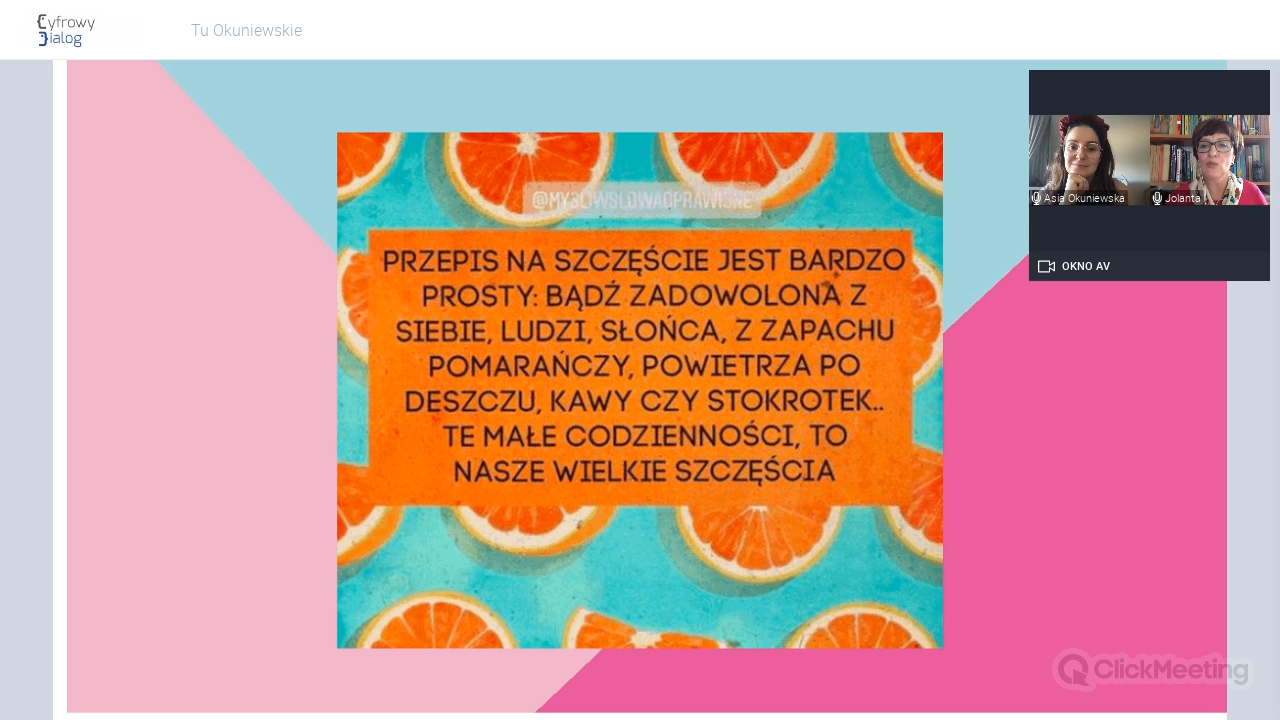 Cyfrowy
Dialog
Tu Okuniewskie
@MYSLIWSLOWAOPRAWIONE
PRZEPIS NA SZCZĘŚCIE JEST BARDZO
PROSTY: BĄDŹ ZADOWOLONA Z
SIEBIE, LUDZI, SŁOŃCA, Z ZAPACHU
POMARAŃCZY, POWIETRZA PO
DESZCZU, KAWY CZY STOKROTEK..
TE MAŁE CODZIENNOŚCI, TO
NASZE WIELKIE SZCZĘŚCIA
Asia Okuniewska
Jolanta
OKNO AV
ClickMeeting